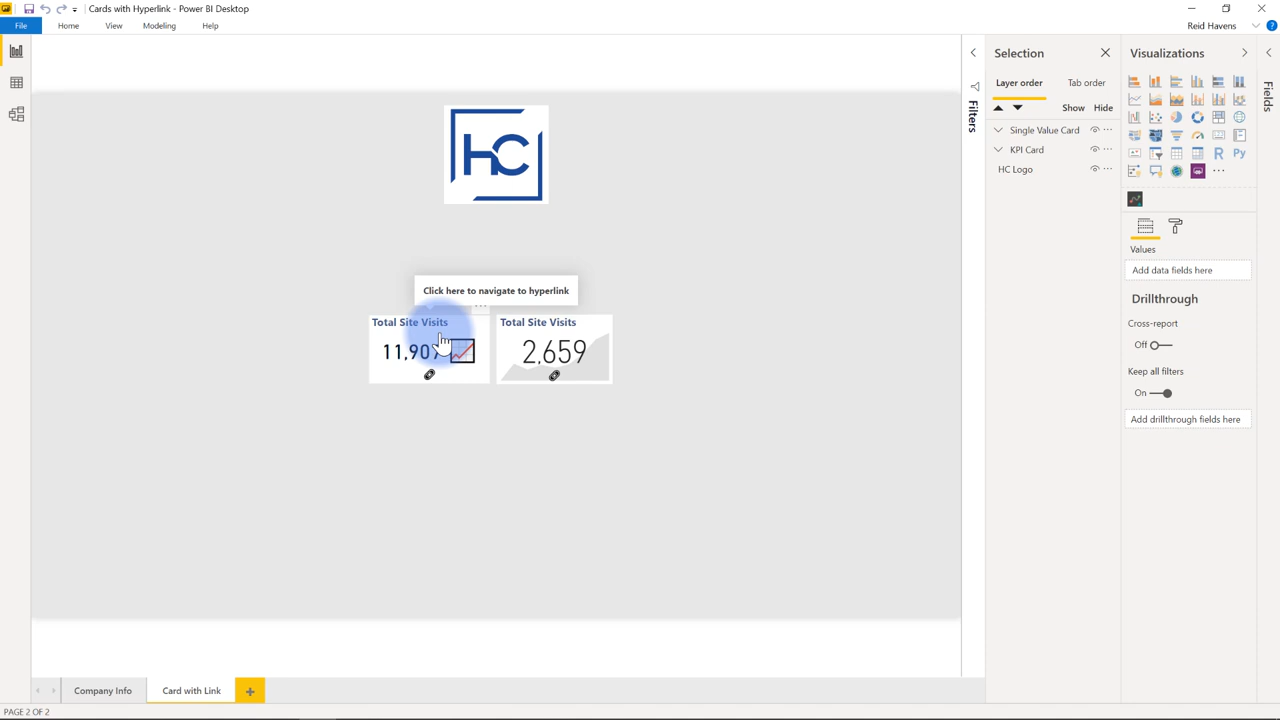 Cards with Hyperlink - Power BI Desktop
File Home View Modeling Help
Reid Havens
?
Selection
Visualizations
Layer order Tab order
Show Hide
Filters
Fields
Single Value Card
KPI Card
HC Logo
R Py
HC
Values
Add data fields here
Drillthrough
Cross-report
Off
Keep all filters
On
Add drillthrough fields here
Click here to navigate to hyperlink
Total Site Visits
11,907
Total Site Visits
2,659
Company Info Card with Link
PAGE 2 OF 2